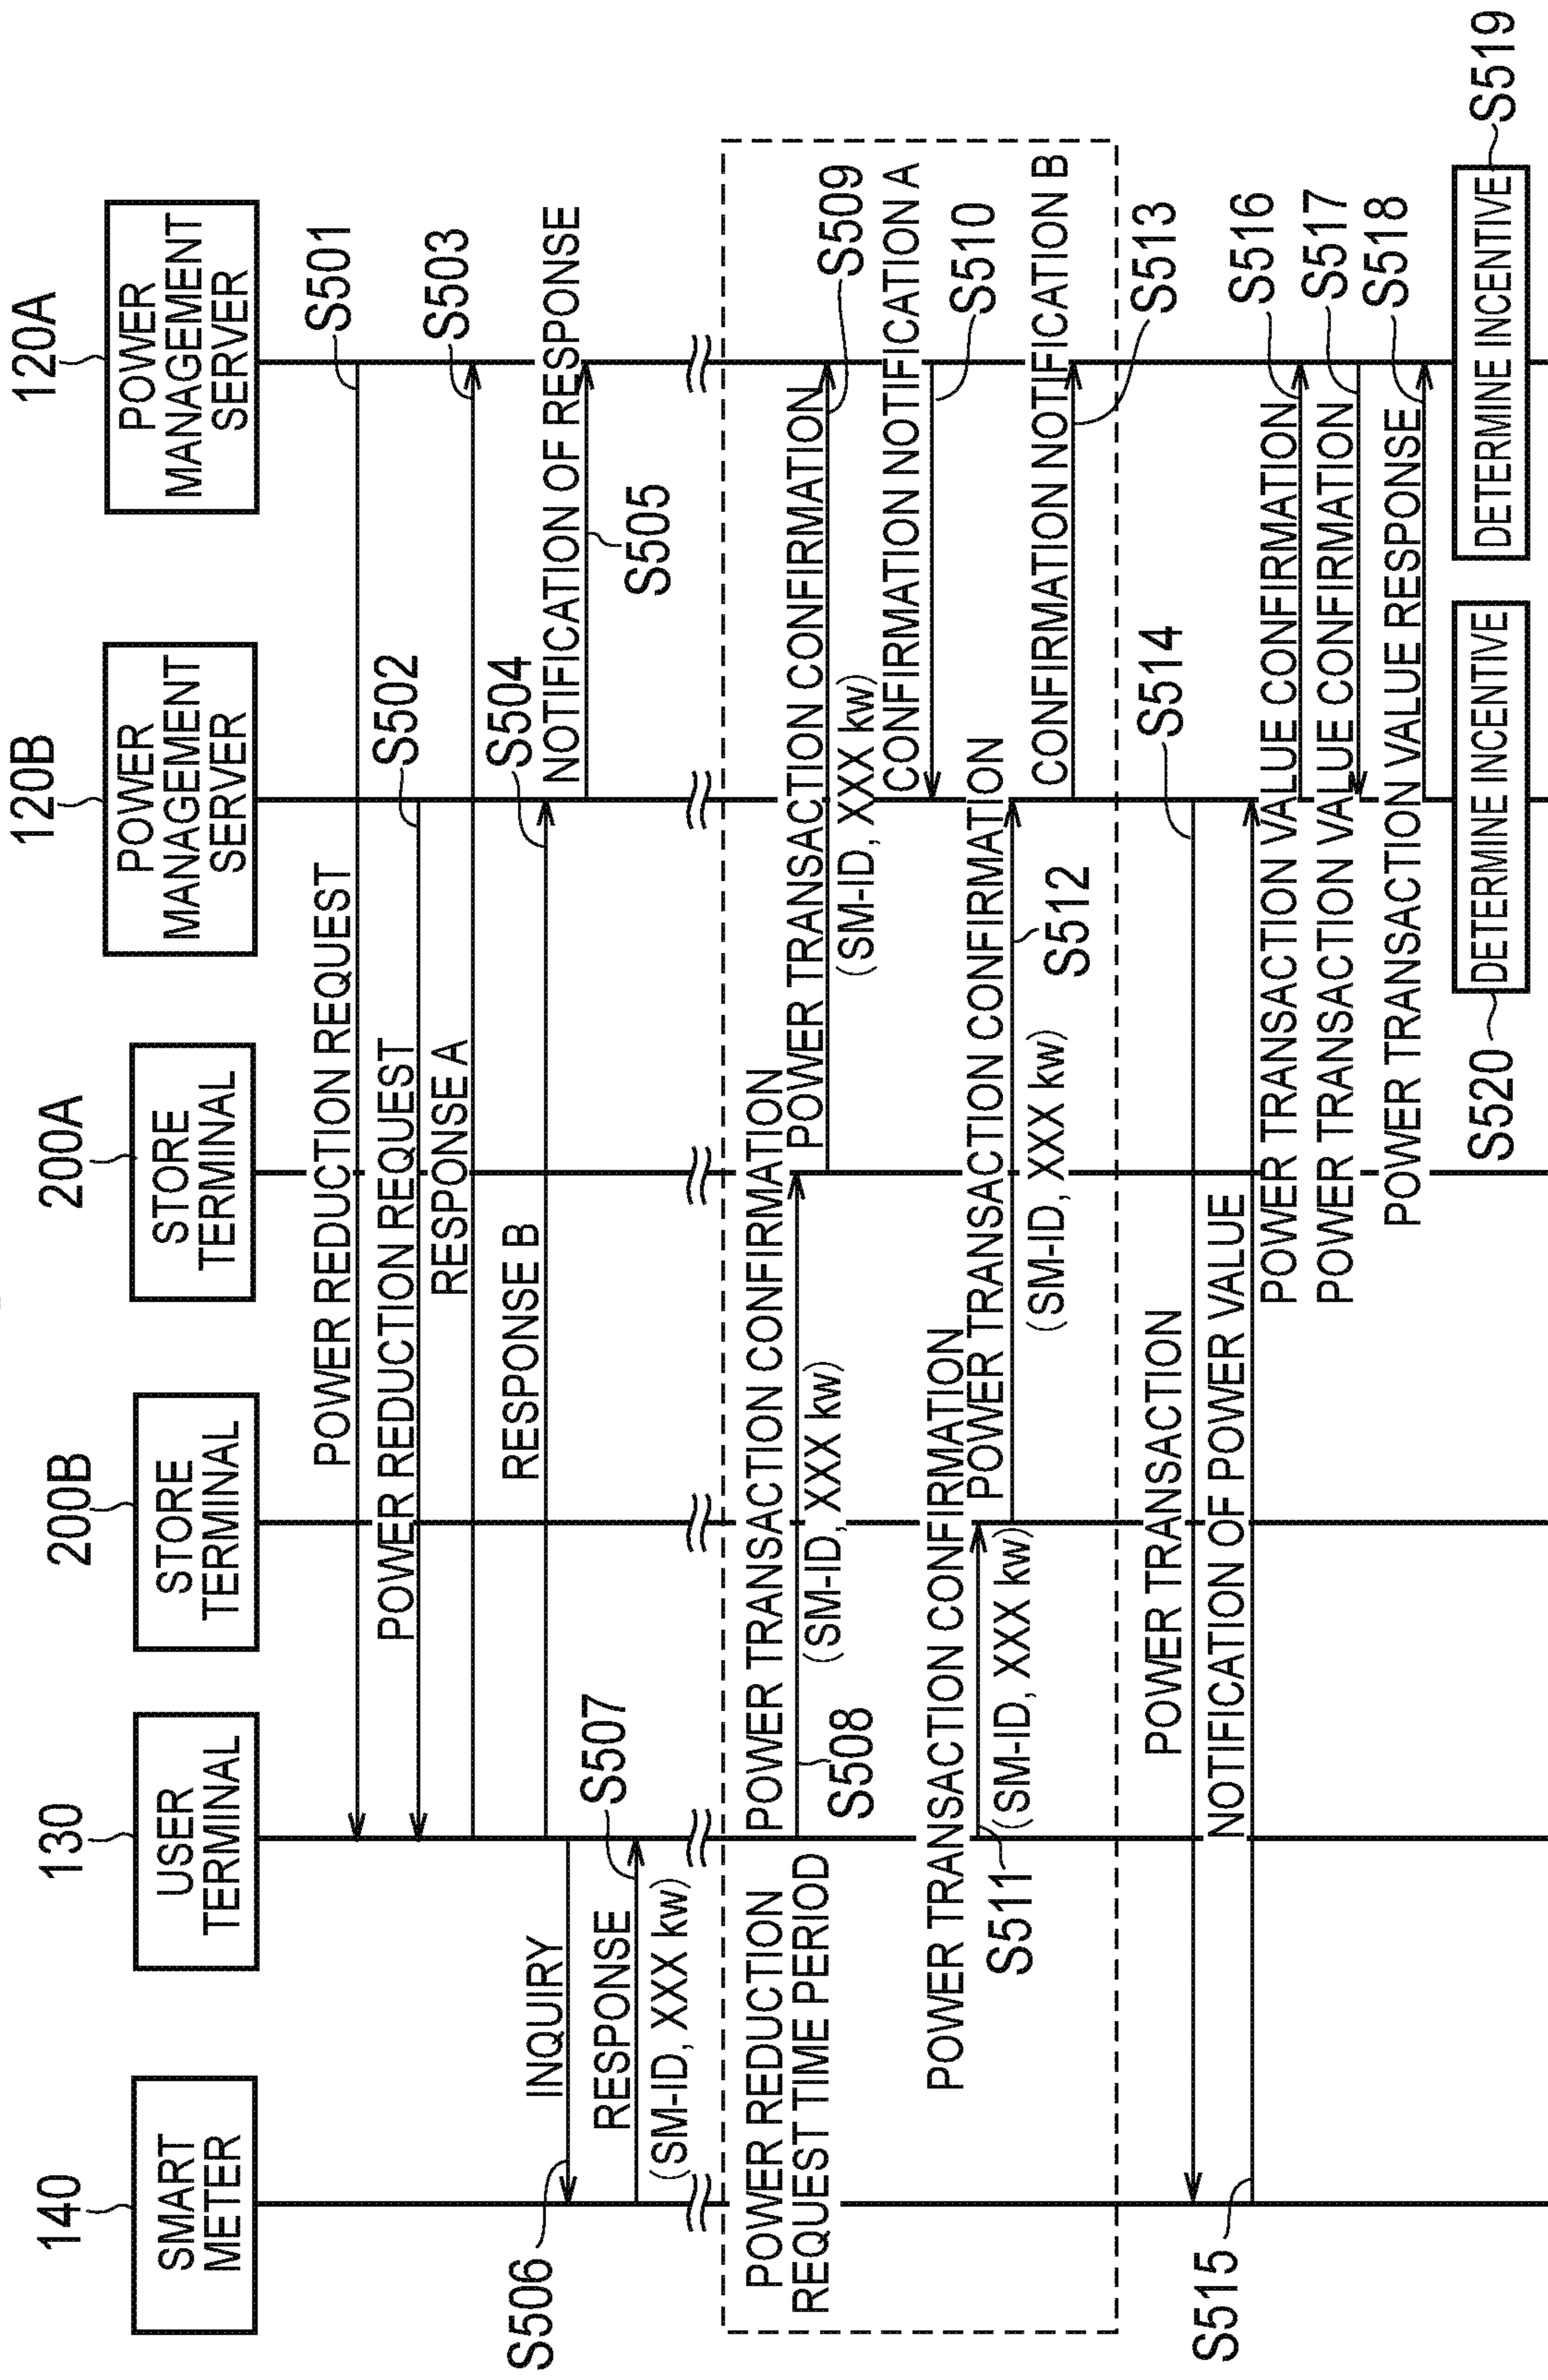 140
SMART
METER
130
USER
TERMINAL
200B
STORE
TERMINAL
200A
STORE
TERMINAL
120B
POWER
MANAGEMENT
SERVER
120A
POWER
MANAGEMENT
SERVER
POWER REDUCTION REQUEST
S501
POWER REDUCTION REQUEST
S502
RESPONSE A
S503
RESPONSE B
S504
NOTIFICATION OF RESPONSE
S505
S506
INQUIRY
RESPONSE
(SM-ID, XXX kw)
S507
POWER REDUCTION
REQUEST TIME PERIOD
POWER TRANSACTION CONFIRMATION
(SM-ID, XXX kw)
S508
POWER TRANSACTION CONFIRMATION
(SM-ID, XXX kw)
S509
CONFIRMATION NOTIFICATION A
S510
POWER TRANSACTION CONFIRMATION
S511
(SM-ID, XXX kw)
POWER TRANSACTION CONFIRMATION
(SM-ID, XXX kw)
S512
CONFIRMATION NOTIFICATION B
S513
POWER TRANSACTION
S514
NOTIFICATION OF POWER VALUE
S515
POWER TRANSACTION VALUE CONFIRMATION
S516
POWER TRANSACTION VALUE CONFIRMATION
S517
POWER TRANSACTION VALUE RESPONSE
S518
S520
DETERMINE INCENTIVE
DETERMINE INCENTIVE
S519